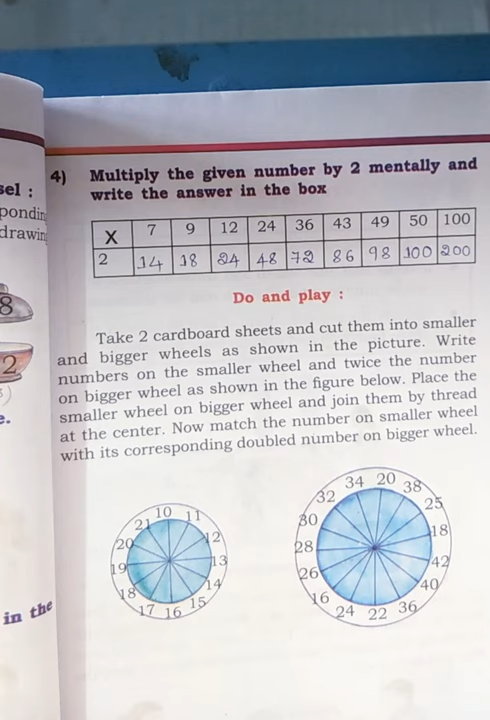 sel :
8
2
in the
4) Multiply the given number by 2 mentally and
write the answer in the box
X 7 9 12 24 36 43 49 50 100
2 14 18 24 48 72 86 98 100 200
Do and play :
Take 2 cardboard sheets and cut them into smaller
and bigger wheels as shown in the picture. Write
numbers on the smaller wheel and twice the number
on bigger wheel as shown in the figure below. Place the
smaller wheel on bigger wheel and join them by thread
at the center. Now match the number on smaller wheel
with its corresponding doubled number on bigger wheel.
10 11 12 13 14 15 16 17 18 19 20 21
20 38 25 18 42 40 36 22 24 16 26 28 30 32 34